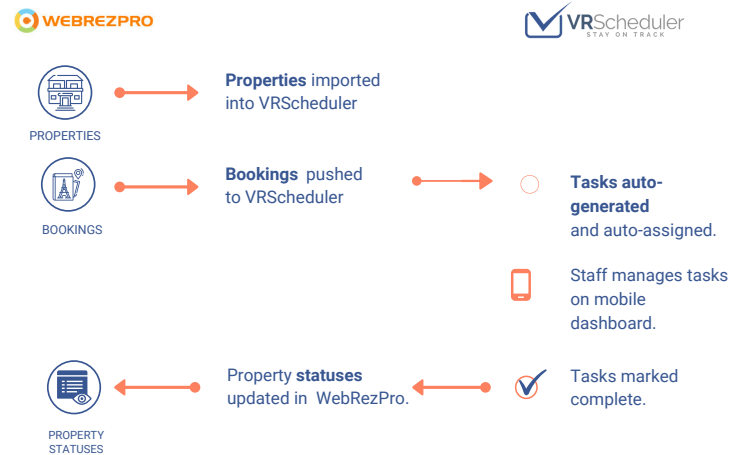 WEBREZPRO
VRScheduler
STAY ON TRACK
PROPERTIES
Properties imported
into VRScheduler
BOOKINGS
Bookings pushed
to VRScheduler
Tasks auto-
generated
and auto-assigned.
Staff manages tasks
on mobile
dashboard.
PROPERTY
STATUSES
Property statuses
updated in WebRezPro.
Tasks marked
complete.